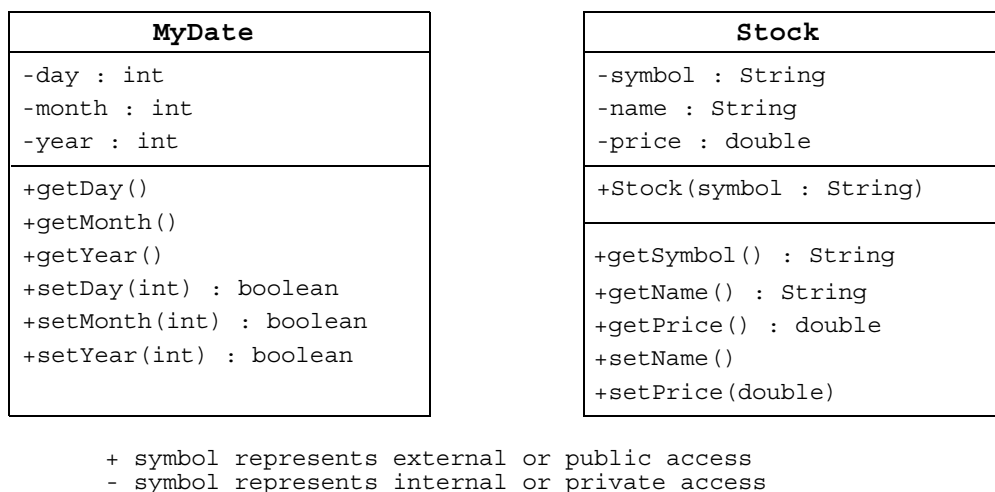 MyDate
-day : int
-month : int
-year : int
+getDay()
+getMonth()
+getYear()
+setDay(int) : boolean
+setMonth(int) : boolean
+setYear(int) : boolean
Stock
-symbol : String
-name : String
-price : double
+Stock(symbol : String)
+getSymbol() : String
+getName() : String
+getPrice() : double
+setName()
+setPrice(double)
+ symbol represents external or public access
- symbol represents internal or private access